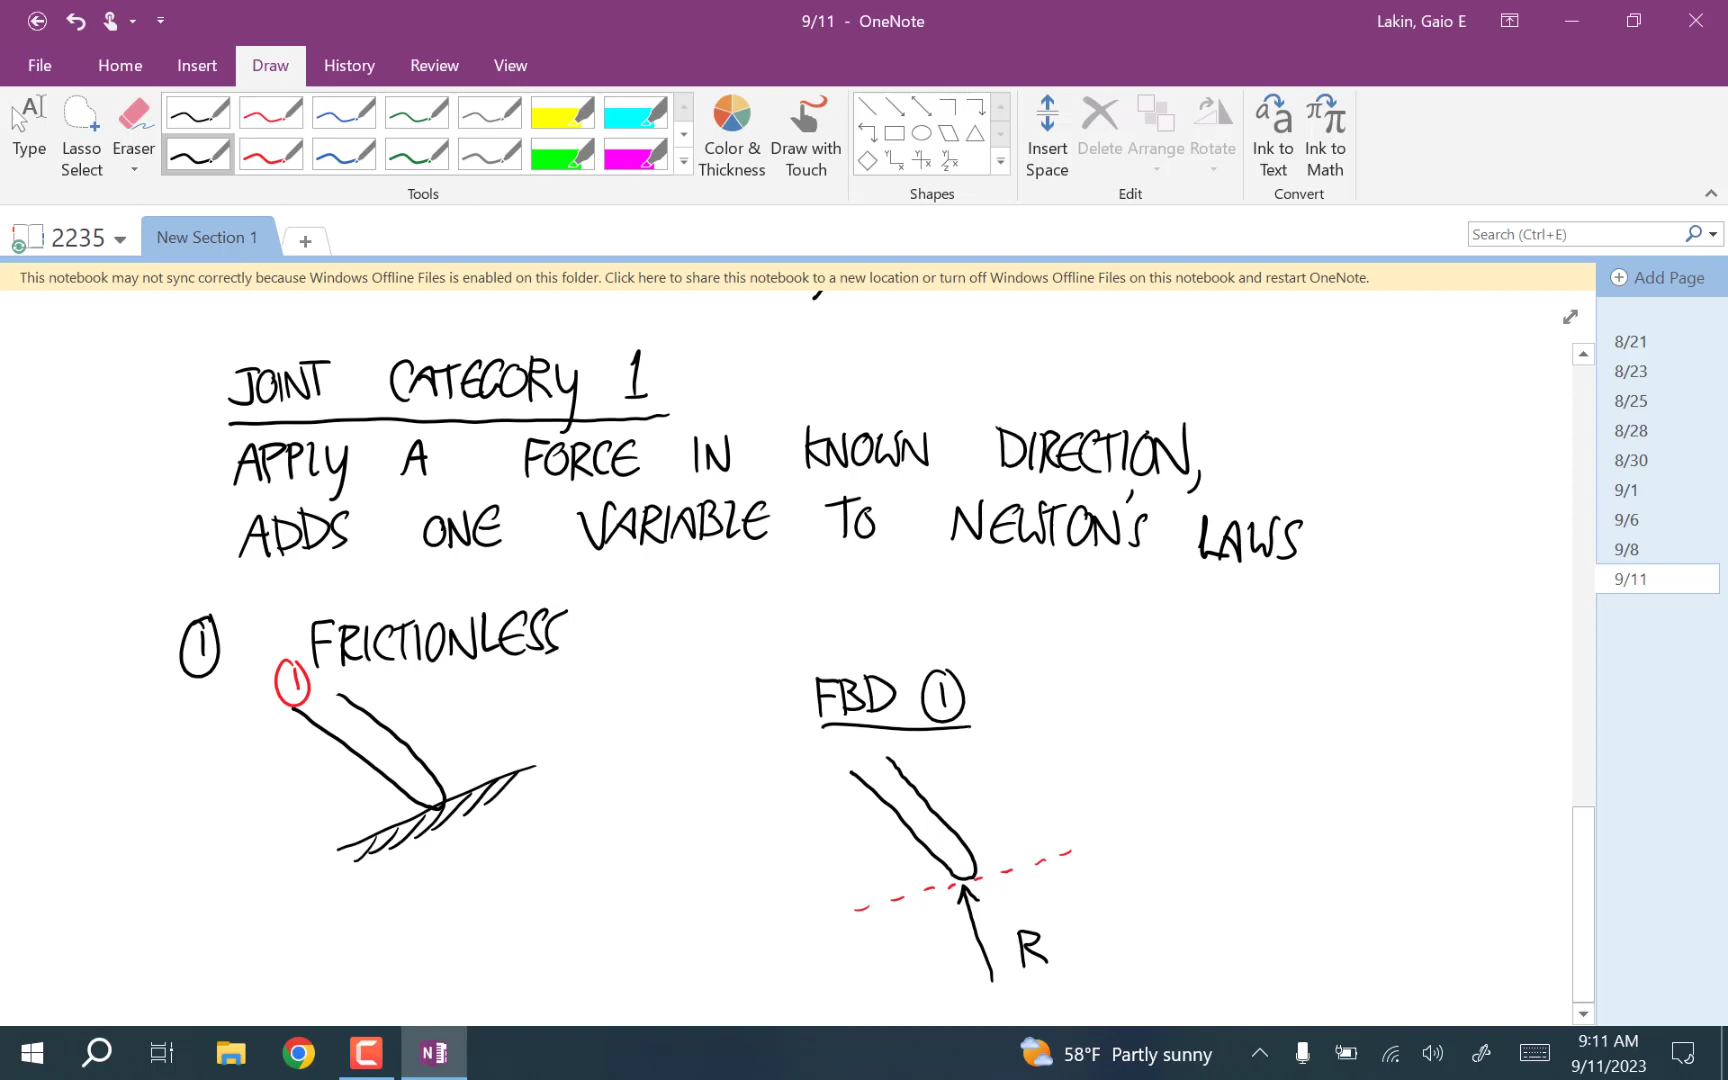 9/11 - OneNote
Lakin, Gaio E
File Home Insert Draw History Review View
Type
Lasso Select
Eraser
Color & Thickness
Draw with Touch
Insert Space
Delete
Arrange
Rotate
Ink to Text
Ink to Math
Tools
Shapes
Edit
Convert
2235
New Section 1
Search (Ctrl+E)
This notebook may not sync correctly because Windows Offline Files is enabled on this folder. Click here to share this notebook to a new location or turn off Windows Offline Files on this notebook and restart OneNote.
Add Page
8/21
8/23
8/25
8/28
8/30
9/1
9/6
9/8
9/11
JOINT CATEGORY 1
APPLY A FORCE IN KNOWN DIRECTION,
ADDS ONE VARIABLE TO NEWTON'S LAWS
① FRICTIONLESS
①
FBD ①
R
58°F Partly sunny
9:11 AM
9/11/2023